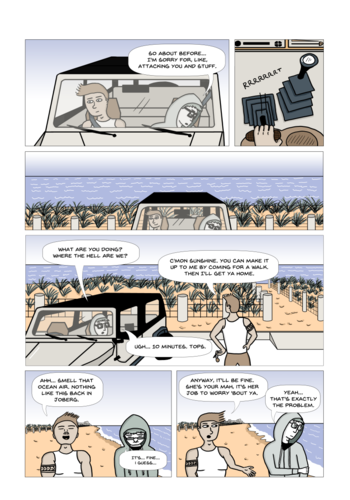 SO ABOUT BEFORE...
I'M SORRY FOR, LIKE,
ATTACKING YOU AND STUFF.
RRRRRRRT
WHAT ARE YOU DOING?
WHERE THE HELL ARE WE?
C'MON SUNSHINE. YOU CAN MAKE IT
UP TO ME BY COMING FOR A WALK.
THEN I'LL GET YA HOME.
UGH... 20 MINUTES. TOPS.
AHH... SMELL THAT
OCEAN AIR. NOTHING
LIKE THIS BACK IN
JOBERG.
IT'S... FINE...
I GUESS...
ANYWAY, IT'LL BE FINE.
SHE'S YOUR MAH, IT'S HER
JOB TO WORRY 'BOUT YA.
YEAH...
THAT'S EXACTLY
THE PROBLEM.